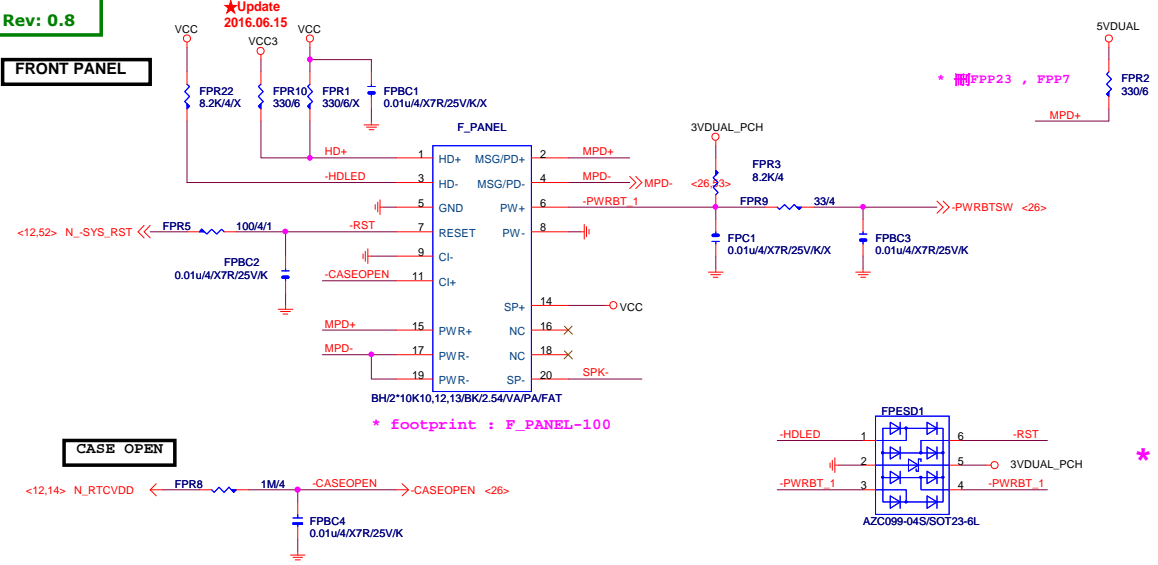 Rev: 0.8
★Update
2016.06.15
FRONT PANEL
VCC
VCC3
VCC
5VDUAL
FPR22
8.2K/4/X
FPR10
330/6
FPR1
330/6/X
FPBC1
0.01u/4/X7R/25V/K/X
* FPP23 , FPP7
FPR2
330/6
MPD+
F_PANEL
3VDUAL_PCH
HD+ 1 HD+ MSG/PD+ 2 MPD+
-HDLED 3 HD- MSG/PD- 4 MPD- MPD-
5 GND PW+ 6 -PWRBT_1
FPR3
8.2K/4
FPR9 33/4 -PWRBTSW <26>
<12,52> N_-SYS_RST FPR5 100/4/1 -RST 7 RESET PW- 8
9 CI-
-CASEOPEN 11 CI+
FPBC2
0.01u/4/X7R/25V/K
FPC1
0.01u/4/X7R/25V/K/X
FPBC3
0.01u/4/X7R/25V/K
SP+ 14 VCC
MPD+ 15 PWR+ NC 16
MPD- 17 PWR- NC 18
19 PWR- SP- 20 SPK-
BH/2*10K10,12,13/BK/2.54/VA/PA/FAT
* footprint : F_PANEL-100
CASE OPEN
<12,14> N_RTCVDD FPR8 1M/4 -CASEOPEN -CASEOPEN <26>
FPBC4
0.01u/4/X7R/25V/K
FPESD1
-HDLED 1 6 -RST
2 5 3VDUAL_PCH
-PWRBT_1 3 4 -PWRBT_1
AZC099-04S/SOT23-6L
*